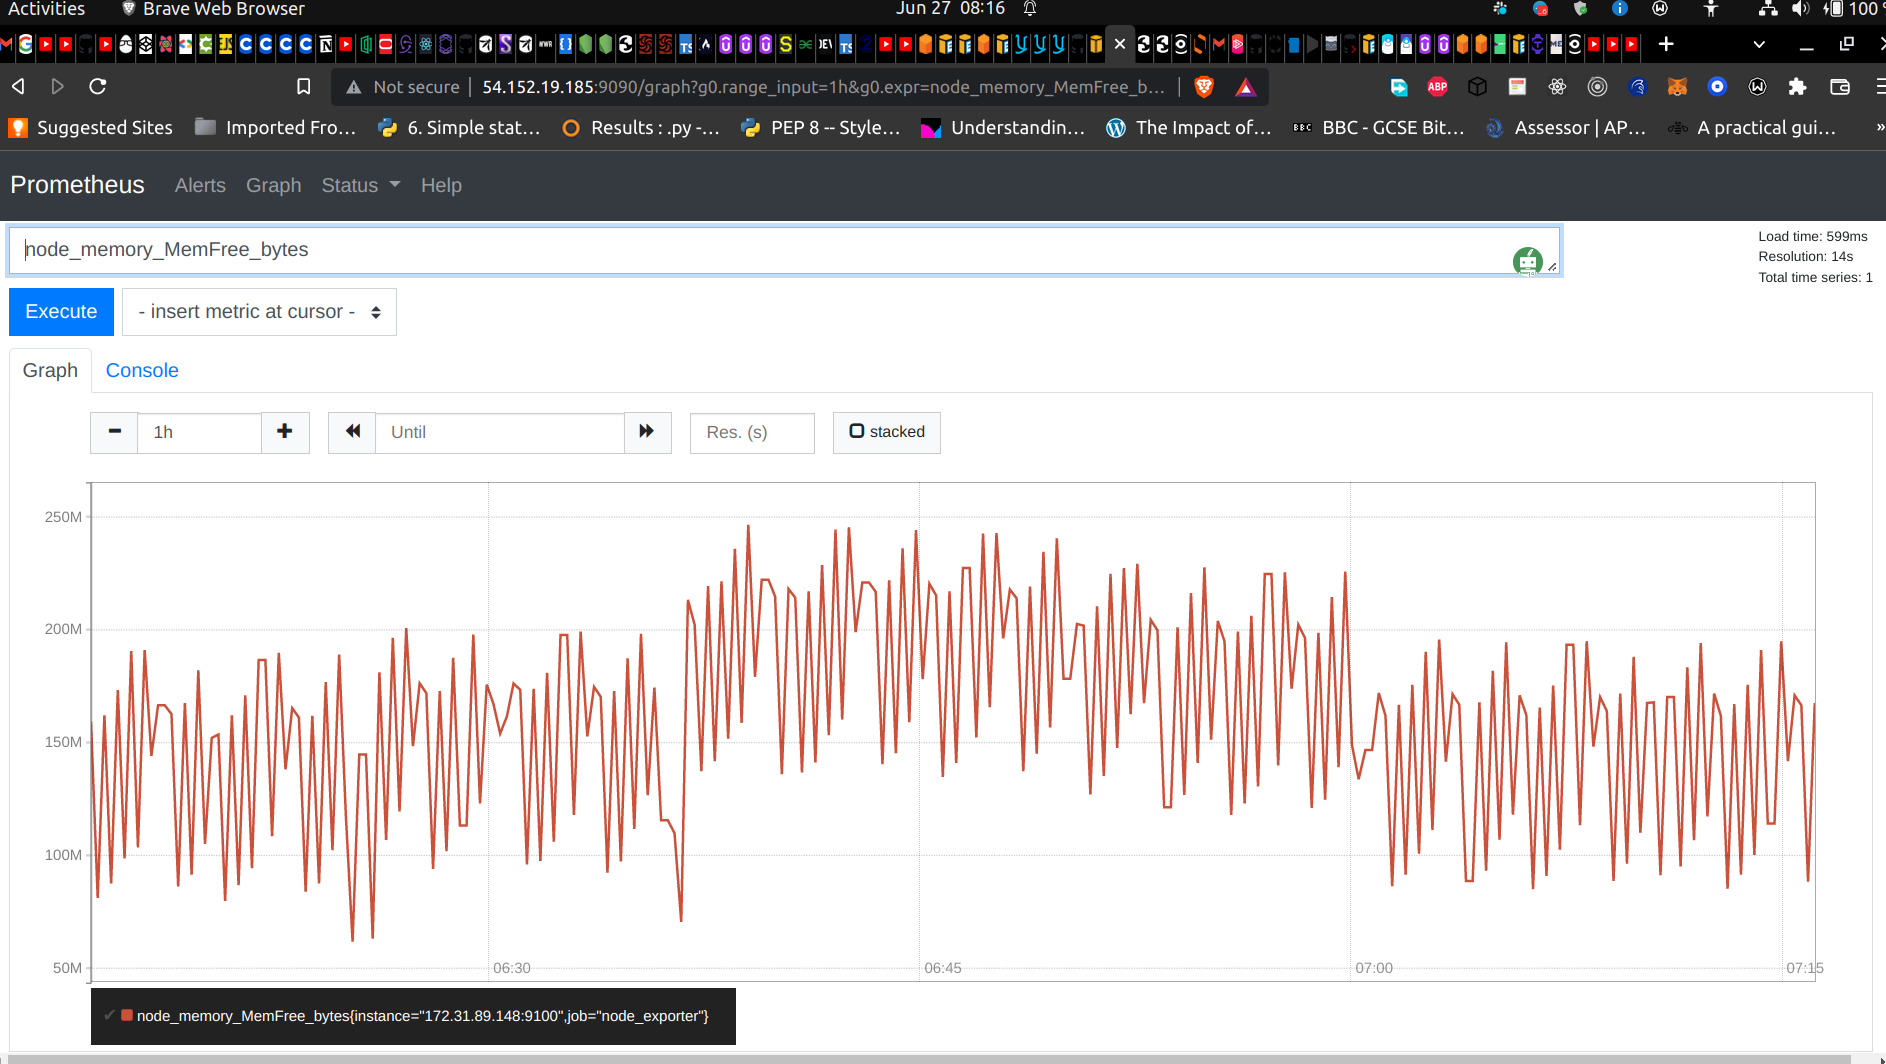 Activities Brave Web Browser Jun 27 08:16 100
Not secure 54.152.19.185:9090/graph?g0.range_input=1h&g0.expr=node_memory_MemFree_b...
Suggested Sites Imported Fro... 6. Simple stat... Results : .py -... PEP 8 -- Style... Understandin... The Impact of... BBC - GCSE Bit... Assessor | AP... A practical gui... »
Prometheus Alerts Graph Status Help
node_memory_MemFree_bytes
Load time: 599ms
Resolution: 14s
Total time series: 1
Execute - insert metric at cursor -
Graph Console
1h Until Res. (s) stacked
250M
200M
150M
100M
50M
06:30 06:45 07:00 07:15
node_memory_MemFree_bytes{instance="172.31.89.148:9100",job="node_exporter"}